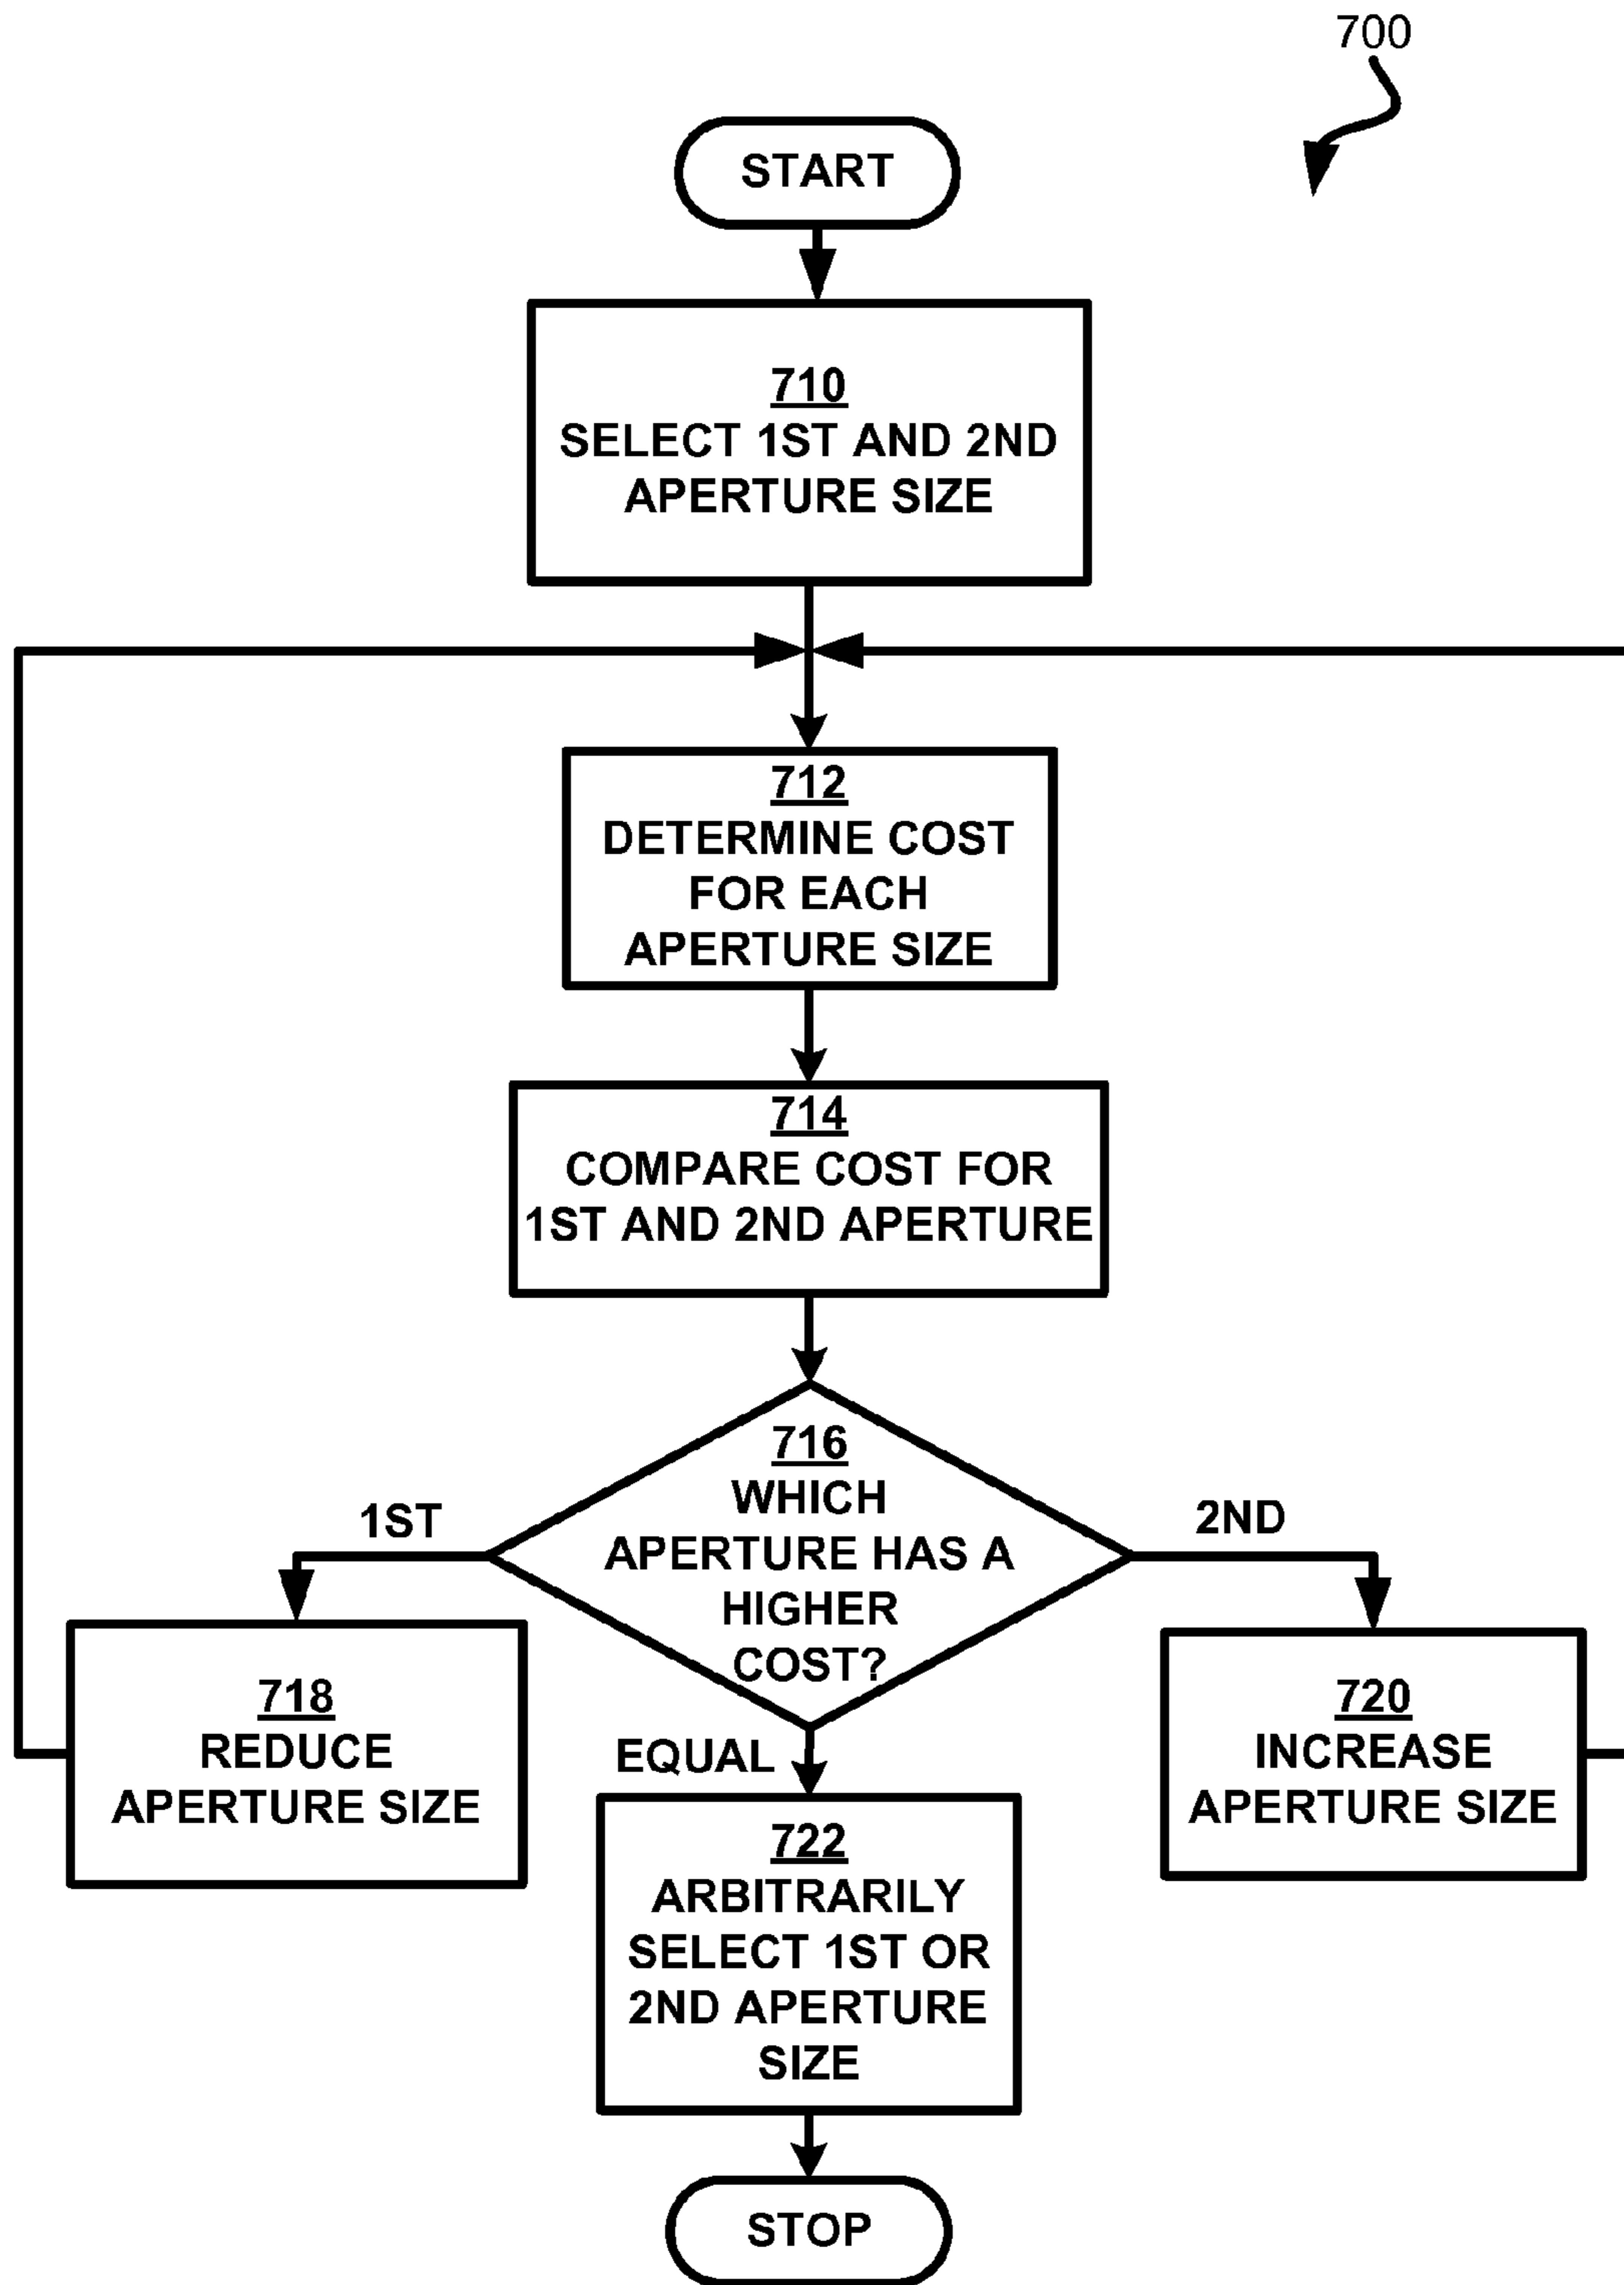 700
START
710
SELECT 1ST AND 2ND
APERTURE SIZE
712
DETERMINE COST
FOR EACH
APERTURE SIZE
714
COMPARE COST FOR
1ST AND 2ND APERTURE
716
WHICH
APERTURE HAS A
HIGHER
COST?
1ST
2ND
EQUAL
718
REDUCE
APERTURE SIZE
720
INCREASE
APERTURE SIZE
722
ARBITRARILY
SELECT 1ST OR
2ND APERTURE
SIZE
STOP